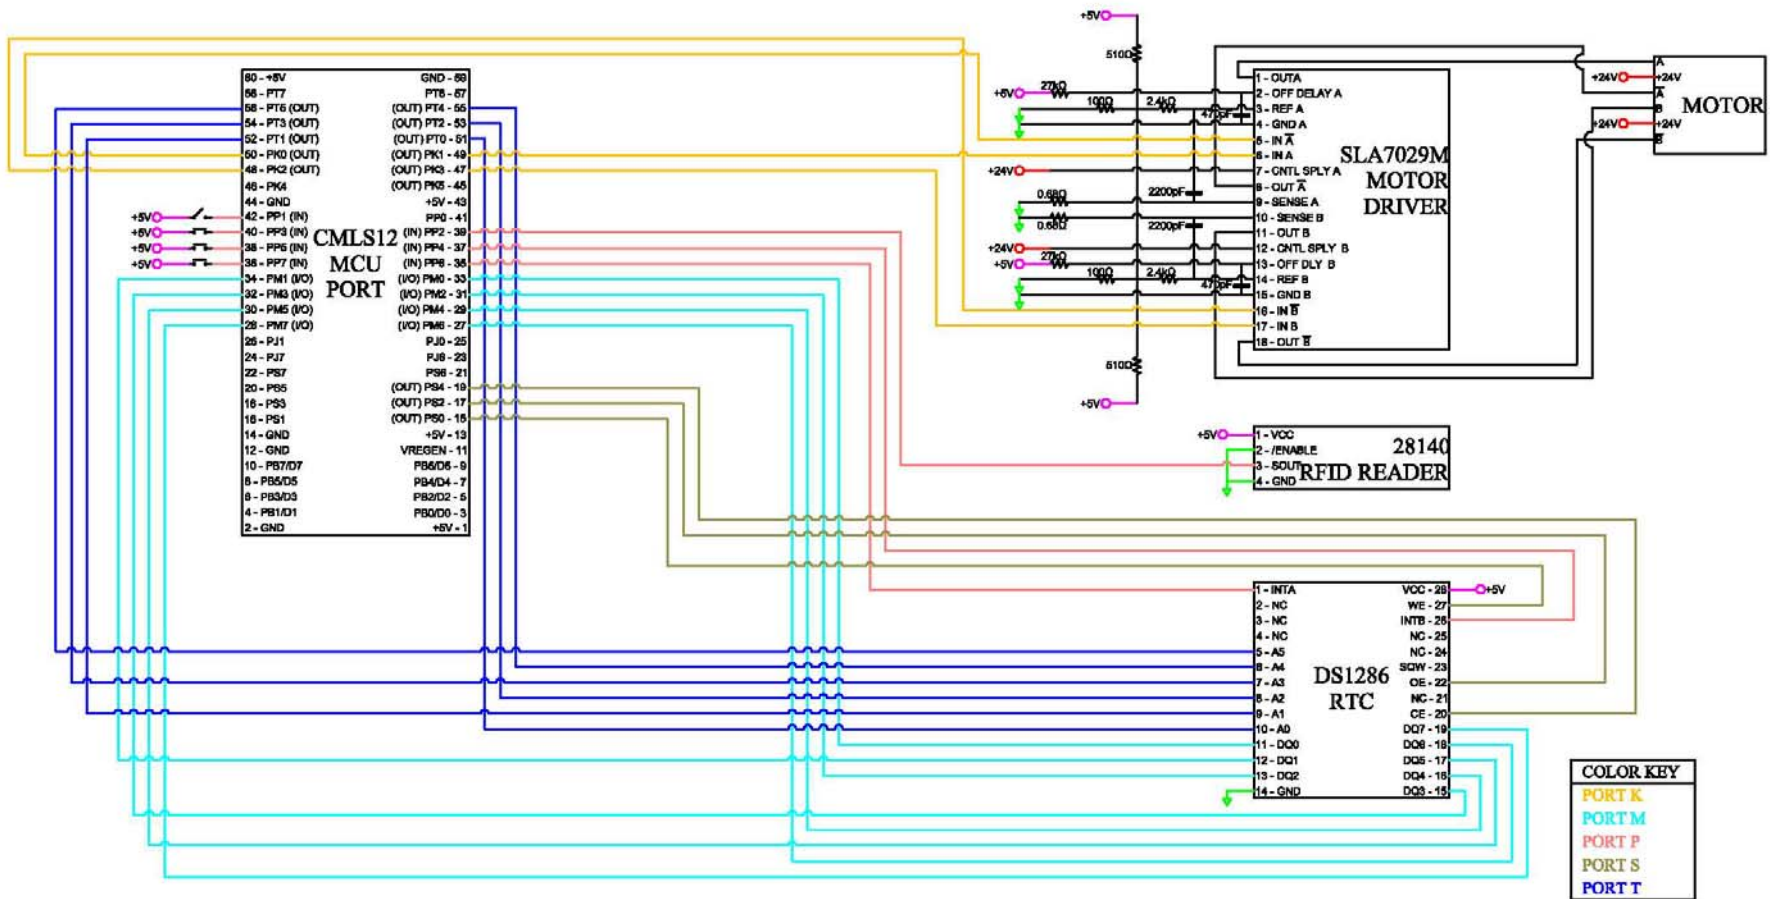 60 - +5V
56 - PT7
56 - PT5 (OUT)
54 - PT3 (OUT)
52 - PT1 (OUT)
50 - PK0 (OUT)
48 - PK2 (OUT)
46 - PK4
44 - GND
+5V 42 - PP1 (IN)
+5V 40 - PP3 (IN)
+5V 38 - PP5 (IN)
+5V 36 - PP7 (IN)
34 - PM1 (I/O)
32 - PM3 (I/O)
30 - PM5 (I/O)
28 - PM7 (I/O)
26 - PJ1
24 - PJ7
22 - PS7
20 - PS5
18 - PS3
16 - PS1
14 - GND
12 - GND
10 - PB7/D7
8 - PB5/D5
6 - PB3/D3
4 - PB1/D1
2 - GND
CMLS12
MCU
PORT
GND - 59
PT6 - 57
(OUT) PT4 - 55
(OUT) PT2 - 53
(OUT) PT0 - 51
(OUT) PK1 - 49
(OUT) PK3 - 47
(OUT) PK5 - 45
+5V - 43
PP0 - 41
(IN) PP2 - 39
(IN) PP4 - 37
(IN) PP6 - 35
(I/O) PM0 - 33
(I/O) PM2 - 31
(I/O) PM4 - 29
(I/O) PM6 - 27
PJ0 - 25
PJ6 - 23
PS6 - 21
(OUT) PS4 - 19
(OUT) PS2 - 17
(OUT) PS0 - 15
+5V - 13
VREGEN - 11
PB6/D6 - 9
PB4/D4 - 7
PB2/D2 - 5
PB0/D0 - 3
+5V - 1
+5V
510Ω
+5V 27kΩ
100Ω 2.4kΩ
470pF
+24V
2200pF
0.68Ω
0.68Ω
2200pF
+24V
+5V 27kΩ
100Ω 2.4kΩ
470pF
510Ω
+5V
1 - OUTA
2 - OFF DELAY A
3 - REF A
4 - GND A
5 - IN A̅
6 - IN A
7 - CNTL SPLY A
8 - OUT A̅
9 - SENSE A
10 - SENSE B
11 - OUT B
12 - CNTL SPLY B
13 - OFF DLY B
14 - REF B
15 - GND B
16 - IN B̅
17 - IN B
18 - OUT B̅
SLA7029M
MOTOR
DRIVER
A
+24V +24V
A̅
B
+24V +24V
B̅
MOTOR
+5V 1 - VCC
2 - /ENABLE
3 - SOUT
4 - GND
28140
RFID READER
1 - INTA
2 - NC
3 - NC
4 - NC
5 - A5
6 - A4
7 - A3
8 - A2
9 - A1
10 - A0
11 - DQ0
12 - DQ1
13 - DQ2
14 - GND
DS1286
RTC
VCC - 28 +5V
WE - 27
INTB - 26
NC - 25
NC - 24
SQW - 23
OE - 22
NC - 21
CE - 20
DQ7 - 19
DQ6 - 18
DQ5 - 17
DQ4 - 16
DQ3 - 15
COLOR KEY
PORT K
PORT M
PORT P
PORT S
PORT T